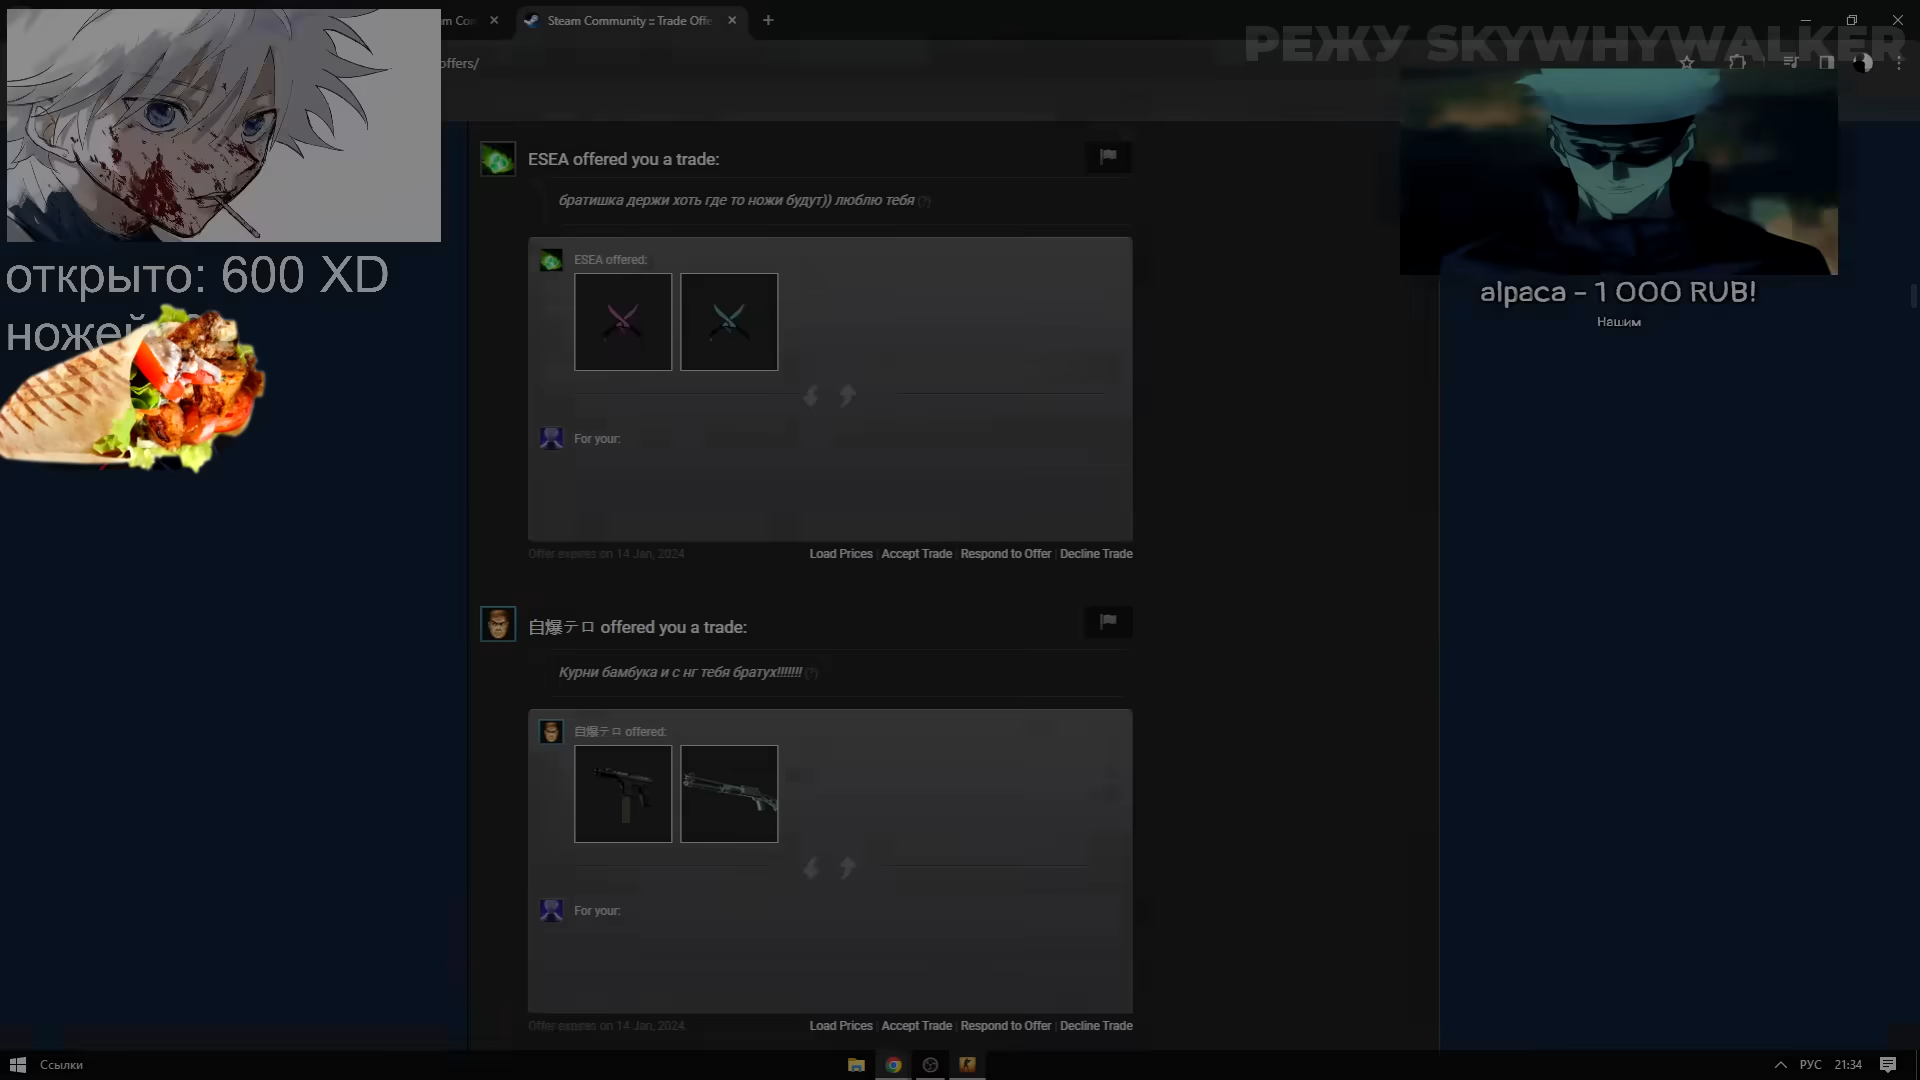 Steam Community :: Trade Offe
offers/
РЕЖУ SKYWHYWALKER
ESEA offered you a trade:
братишка держи хоть где то ножи будут)) люблю тебя (?)
ESEA offered:
For your:
Offer expires on 14 Jan, 2024
Load Prices | Accept Trade | Respond to Offer | Decline Trade
自爆テロ offered you a trade:
Курни бамбука и с нг тебя братух!!!!!!! (?)
自爆テロ offered:
For your:
Offer expires on 14 Jan, 2024
Load Prices | Accept Trade | Respond to Offer | Decline Trade
открыто: 600 XD
ножей
alpaca - 1 000 RUB!
Нашим
Ссылки
РУС
21:34